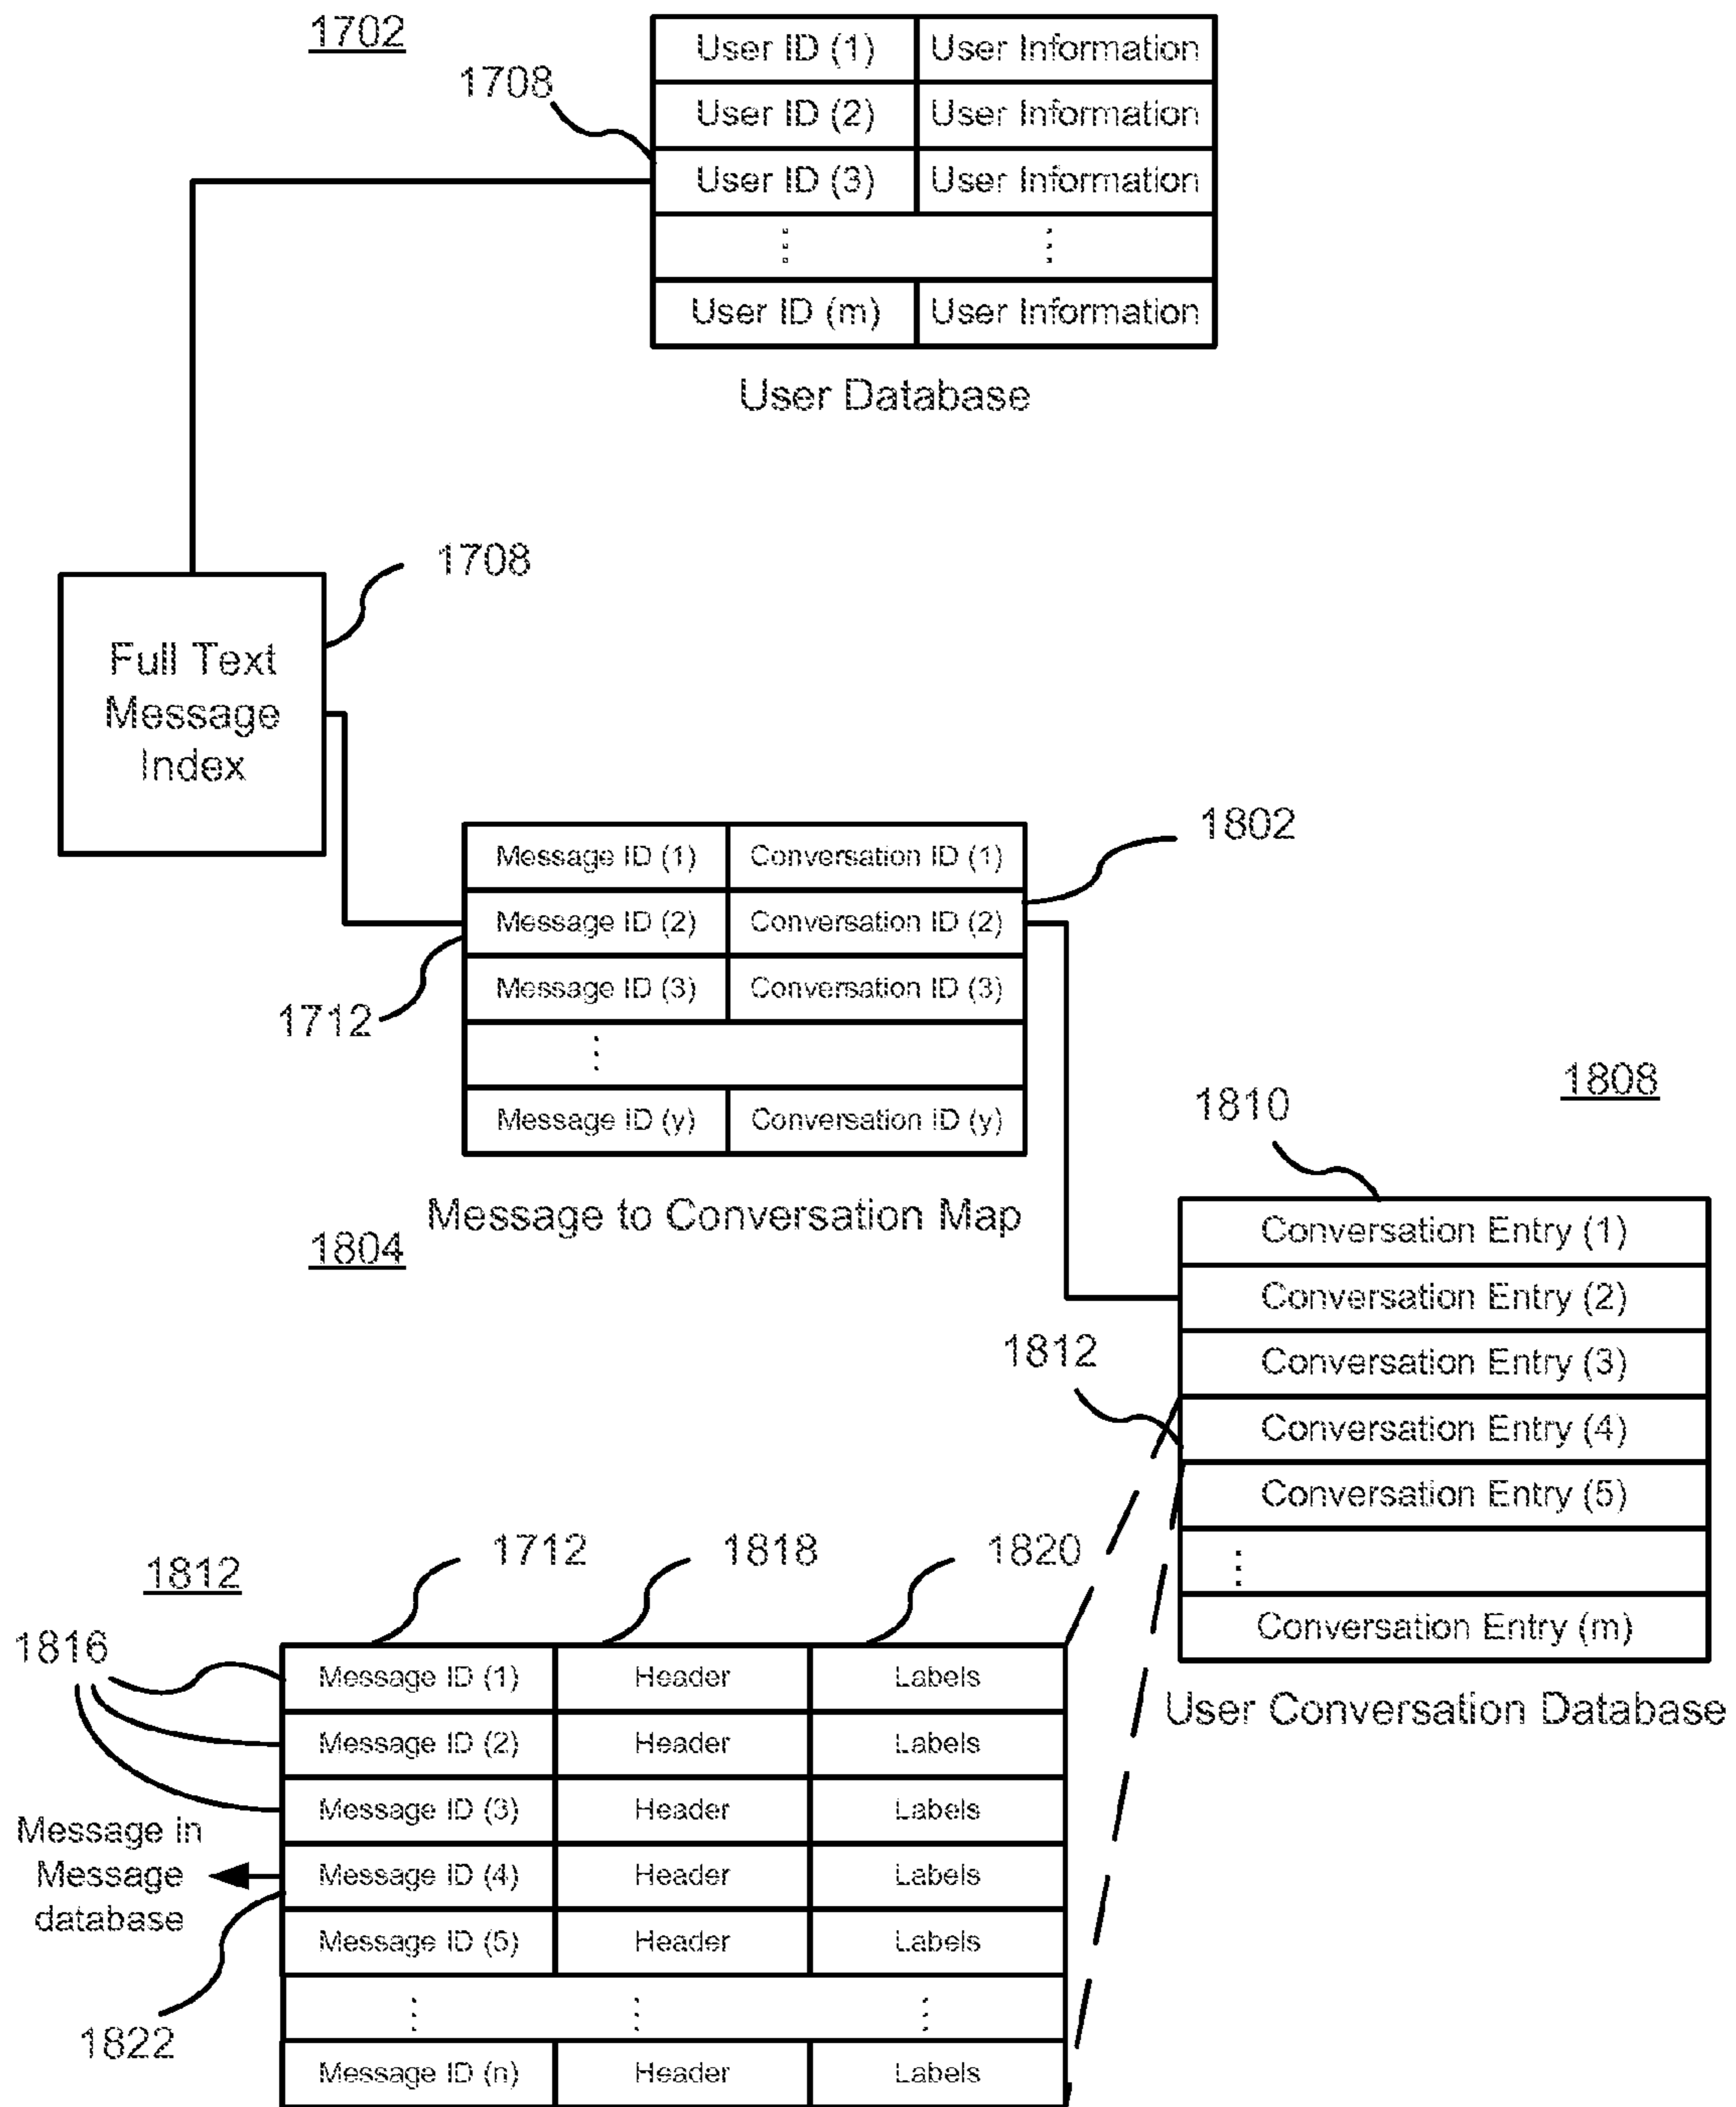 1702
1708
User ID (1) User Information
User ID (2) User Information
User ID (3) User Information
⋮ ⋮
User ID (m) User Information
User Database
1708
Full Text
Message
Index
1802
Message ID (1) Conversation ID (1)
Message ID (2) Conversation ID (2)
Message ID (3) Conversation ID (3)
⋮
Message ID (y) Conversation ID (y)
1712
Message to Conversation Map
1804
1808
1810
Conversation Entry (1)
Conversation Entry (2)
Conversation Entry (3)
Conversation Entry (4)
Conversation Entry (5)
⋮
Conversation Entry (m)
1812
User Conversation Database
1812
1712 1818 1820
1816
Message ID (1) Header Labels
Message ID (2) Header Labels
Message ID (3) Header Labels
Message ID (4) Header Labels
Message ID (5) Header Labels
⋮ ⋮ ⋮
Message ID (n) Header Labels
Message in
Message
database
1822